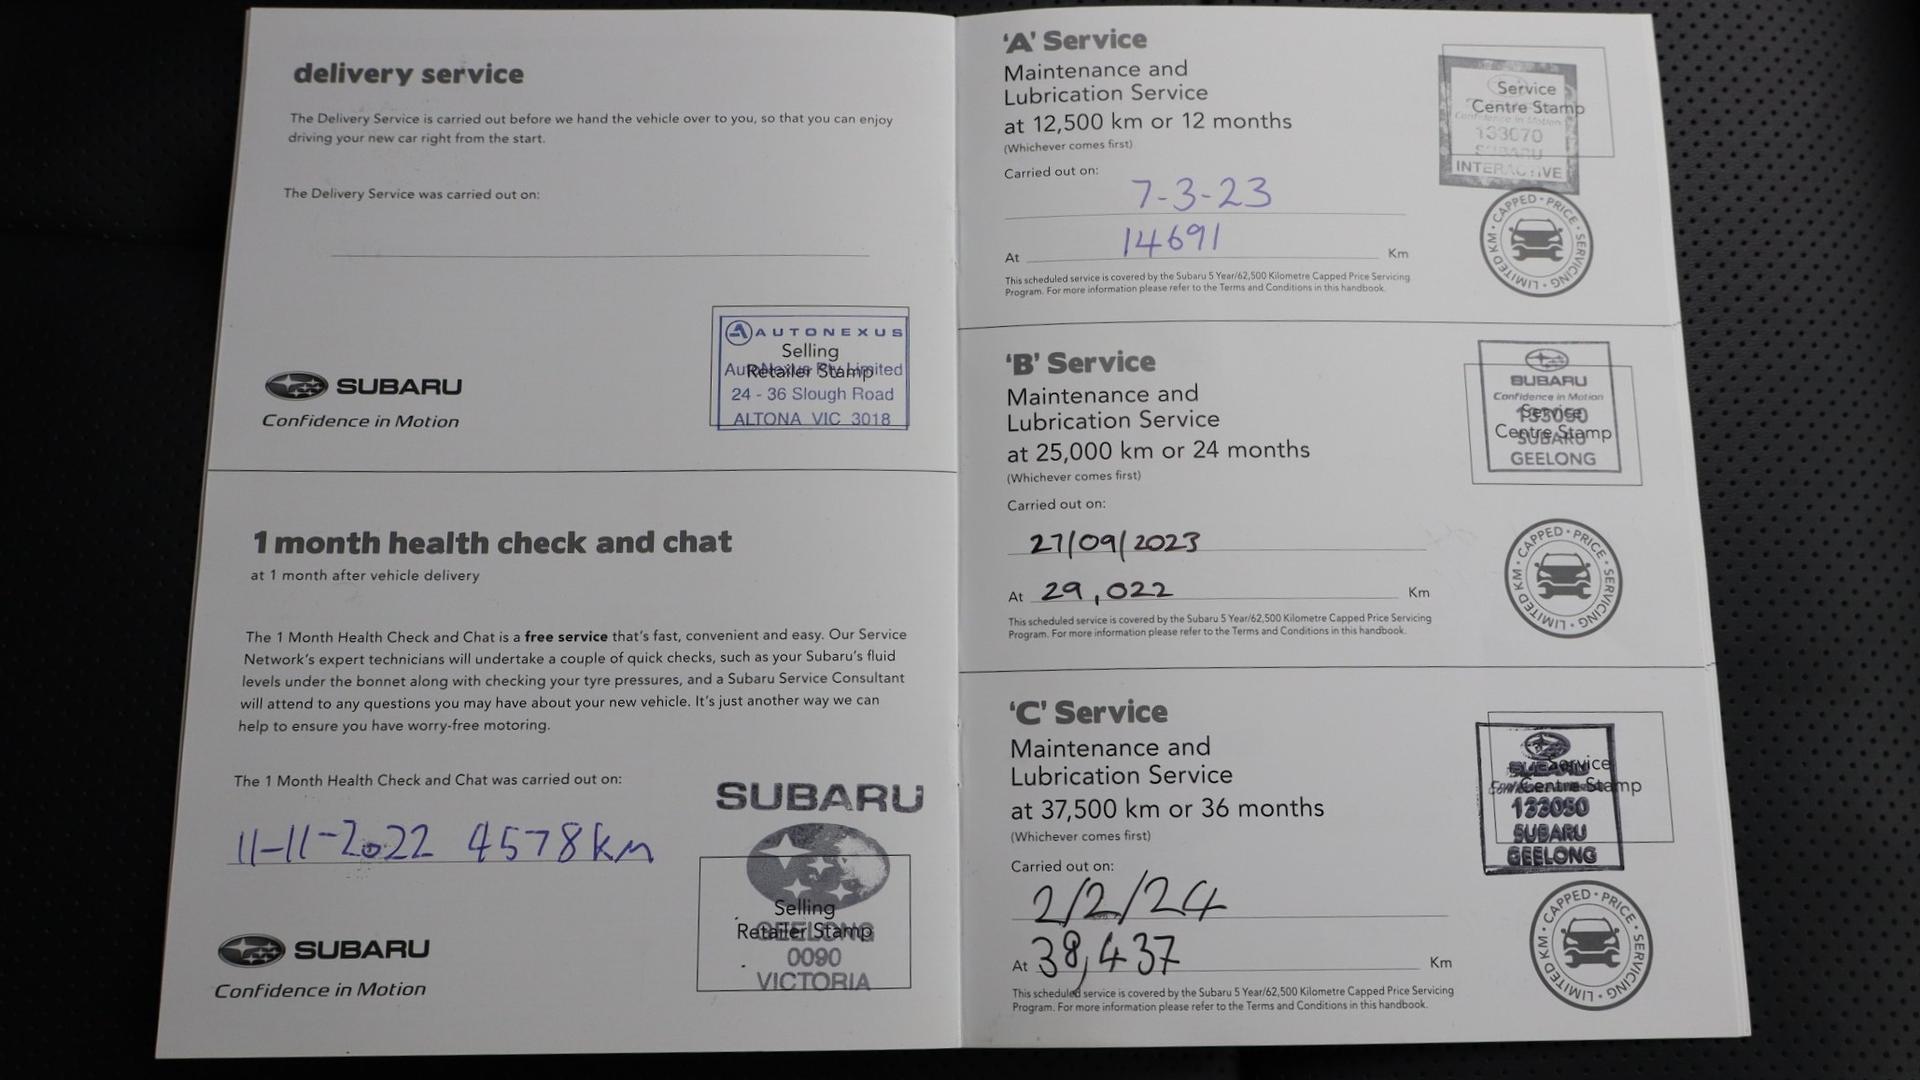 delivery service
The Delivery Service is carried out before we hand the vehicle over to you, so that you can enjoy
driving your new car right from the start.
The Delivery Service was carried out on:
AUTONEXUS
Selling
Retailer Stamp
24 - 36 Slough Road
ALTONA VIC 3018
SUBARU
Confidence in Motion
1 month health check and chat
at 1 month after vehicle delivery
The 1 Month Health Check and Chat is a free service that's fast, convenient and easy. Our Service
Network's expert technicians will undertake a couple of quick checks, such as your Subaru's fluid
levels under the bonnet along with checking your tyre pressures, and a Subaru Service Consultant
will attend to any questions you may have about your new vehicle. It's just another way we can
help to ensure you have worry-free motoring.
The 1 Month Health Check and Chat was carried out on:
11-11-2022 4578km
SUBARU
Selling
Retailer Stamp
GEELONG
0090
VICTORIA
SUBARU
Confidence in Motion
'A' Service
Maintenance and
Lubrication Service
at 12,500 km or 12 months
(Whichever comes first)
Carried out on:
7-3-23
At 14691 Km
This scheduled service is covered by the Subaru 5 Year/62,500 Kilometre Capped Price Servicing
Program. For more information please refer to the Terms and Conditions in this handbook.
Service
Centre Stamp
Confidence in Motion
133070
SUBARU
INTERACTIVE
LIMITED KM • CAPPED • PRICE • SERVICING •
'B' Service
Maintenance and
Lubrication Service
at 25,000 km or 24 months
(Whichever comes first)
Carried out on:
27/09/2023
At 29,022 Km
This scheduled service is covered by the Subaru 5 Year/62,500 Kilometre Capped Price Servicing
Program. For more information please refer to the Terms and Conditions in this handbook.
SUBARU
Confidence in Motion
Service
Centre Stamp
SUBARU
GEELONG
LIMITED KM • CAPPED • PRICE • SERVICING •
'C' Service
Maintenance and
Lubrication Service
at 37,500 km or 36 months
(Whichever comes first)
Carried out on:
2/2/24
At 38,437 Km
This scheduled service is covered by the Subaru 5 Year/62,500 Kilometre Capped Price Servicing
Program. For more information please refer to the Terms and Conditions in this handbook.
SUBARU
Service
Centre Stamp
SUBARU
GEELONG
LIMITED KM • CAPPED • PRICE • SERVICING •